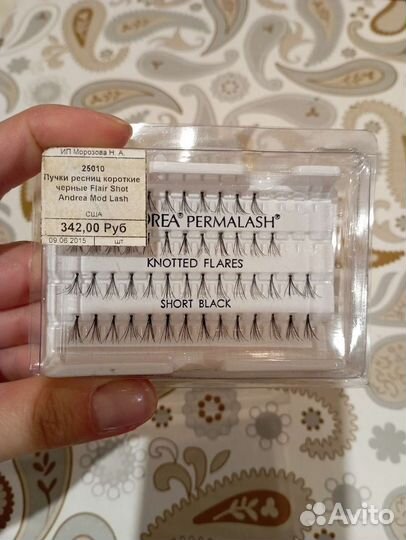 ИП Морозова Н. А.
25010
Пучки ресниц короткие
черные Flair Shot
Andrea Mod Lash
США
342,00 Руб
09.06.2015 шт
DREA® PERMALASH®
KNOTTED FLARES
SHORT BLACK
Avito